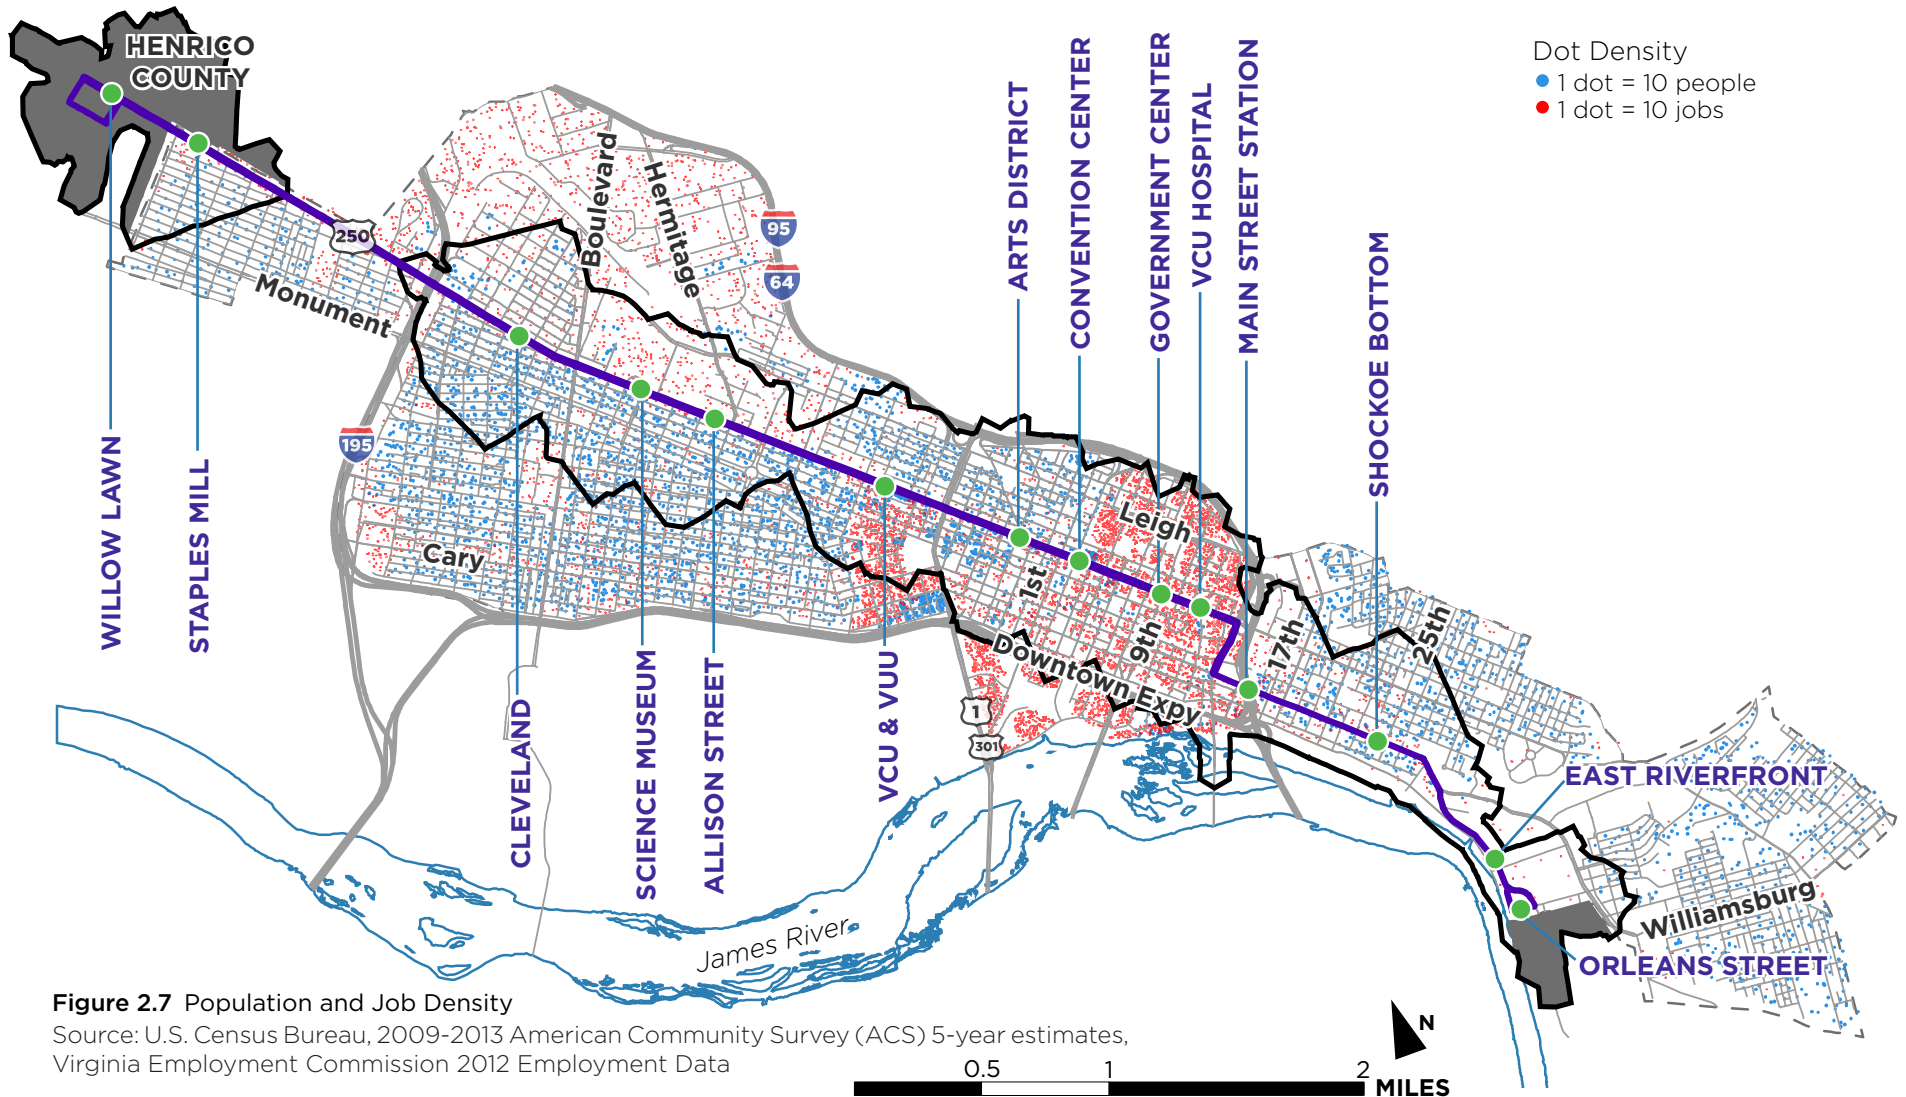 HENRICO
COUNTY
Dot Density
1 dot = 10 people
1 dot = 10 jobs
WILLOW LAWN
STAPLES MILL
CLEVELAND
SCIENCE MUSEUM
ALLISON STREET
VCU & VUU
ARTS DISTRICT
CONVENTION CENTER
GOVERNMENT CENTER
VCU HOSPITAL
MAIN STREET STATION
SHOCKOE BOTTOM
EAST RIVERFRONT
ORLEANS STREET
250
Monument
Boulevard
Hermitage
95
64
195
Cary
Leigh
1st
9th
17th
25th
Downtown Expy
1
301
Williamsburg
James River
Figure 2.7 Population and Job Density
Source: U.S. Census Bureau, 2009-2013 American Community Survey (ACS) 5-year estimates,
Virginia Employment Commission 2012 Employment Data
0.5 1 2
MILES
N